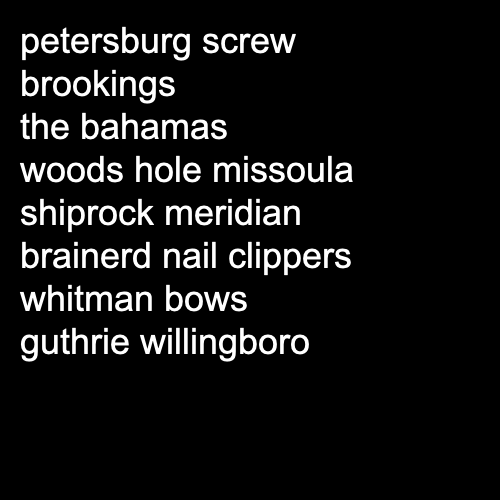 petersburg screw
brookings
the bahamas
woods hole missoula
shiprock meridian
brainerd nail clippers
whitman bows
guthrie willingboro